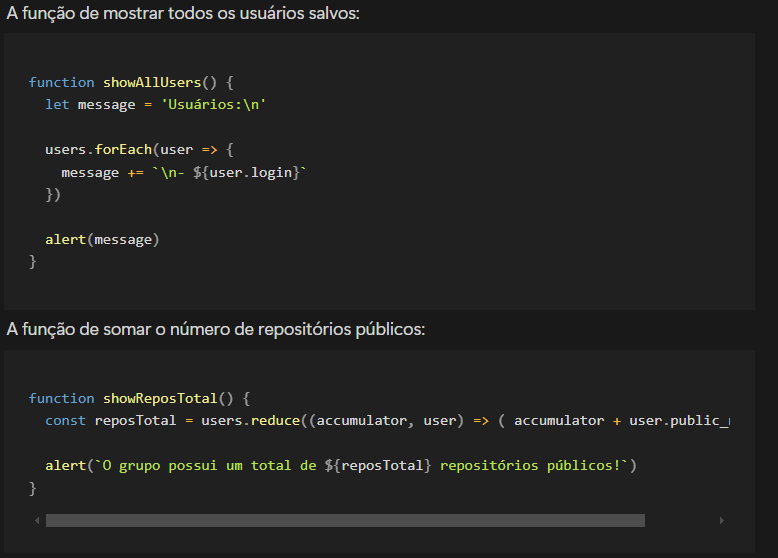 A função de mostrar todos os usuários salvos:
function showAllUsers() {
let message = 'Usuários:\n'
users.forEach(user => {
message += `\n- ${user.login}`
})
alert(message)
}
A função de somar o número de repositórios públicos:
function showReposTotal() {
const reposTotal = users.reduce((accumulator, user) => ( accumulator + user.public_
alert(`O grupo possui um total de ${reposTotal} repositórios públicos!`)
}